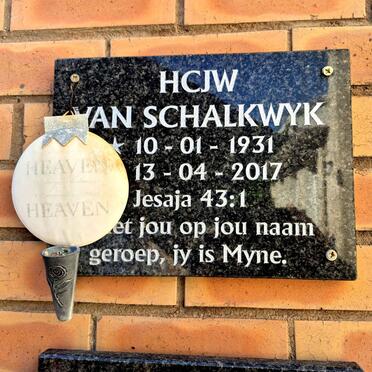 HCJW
VAN SCHALKWYK
10 - 01 - 1931
13 - 04 - 2017
Jesaja 43:1
jou op jou naam
geroep, jy is Myne.
HEAVEN
HEAVEN